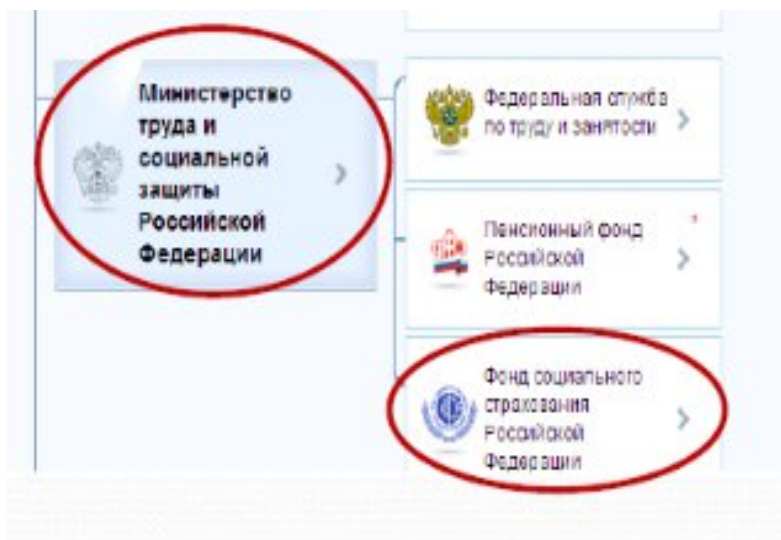 Министерство
труда и
социальной
защиты
Российской
Федерации
Федеральная служба
по труду и занятости
Пенсионный фонд
Российской
Федерации
Фонд социального
страхования
Российской
Федерации